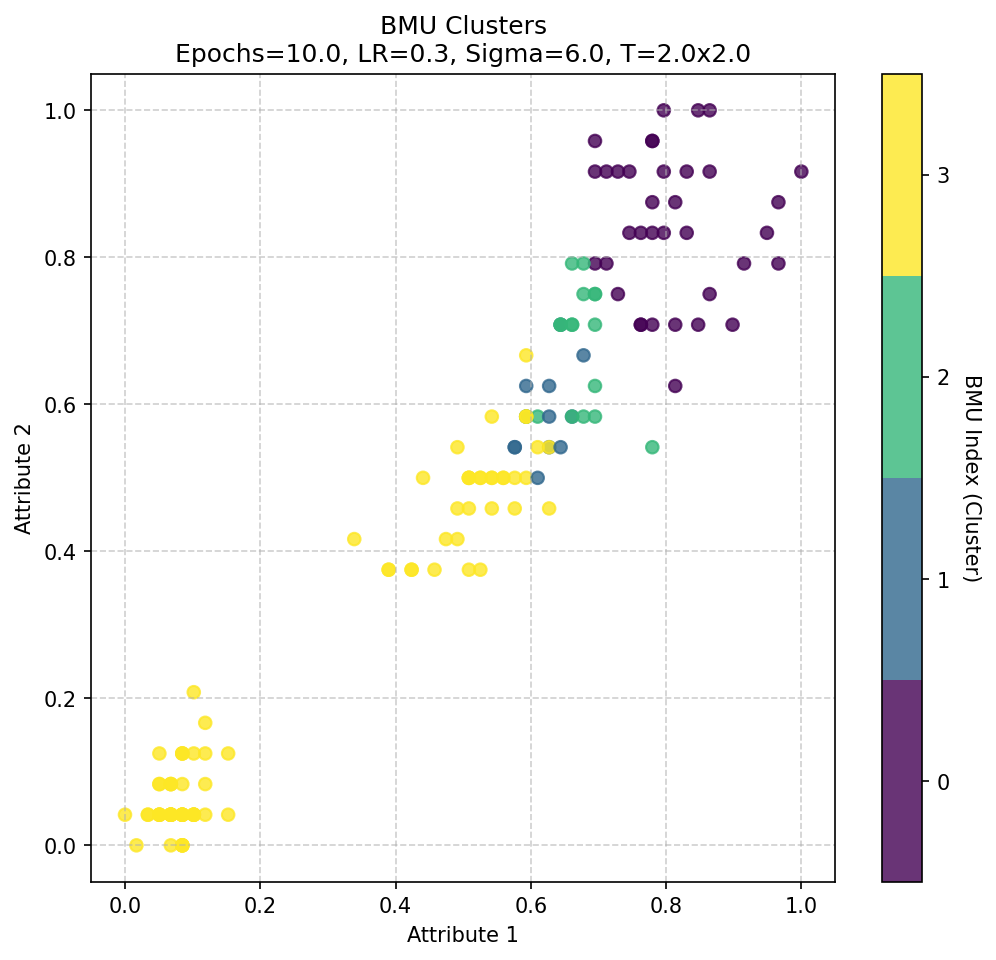 BMU Clusters
Epochs=10.0, LR=0.3, Sigma=6.0, T=2.0x2.0
1.0
0.8
0.6
0.4
0.2
0.0
Attribute 2
0.0 0.2 0.4 0.6 0.8 1.0
Attribute 1
3
2
1
0
BMU Index (Cluster)